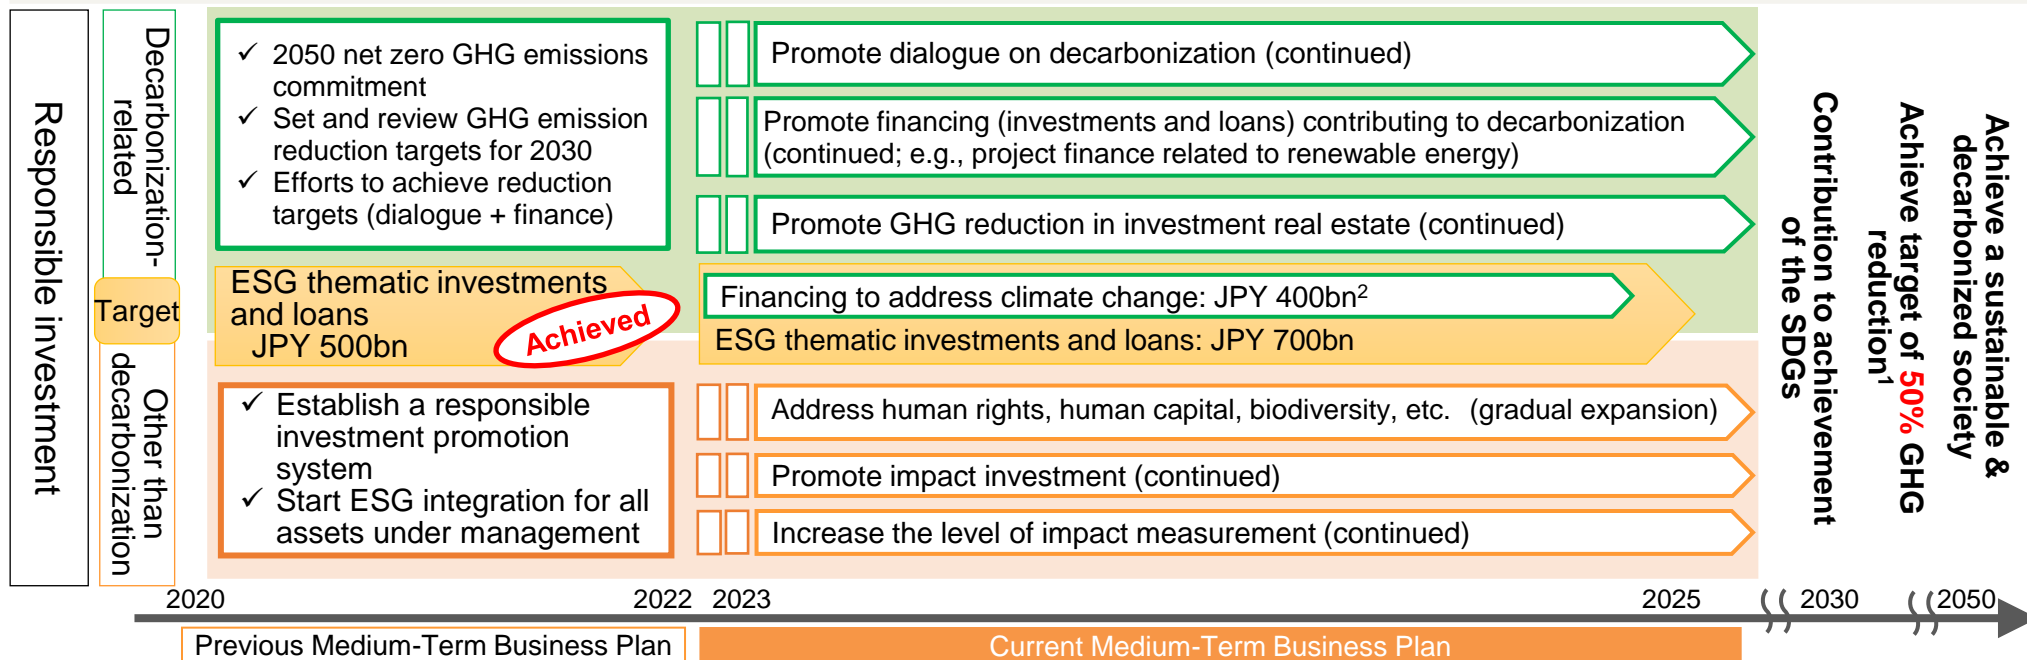 Responsible investment
Decarbonization-
related
Target
Other than
decarbonization
✓ 2050 net zero GHG emissions
commitment
✓ Set and review GHG emission
reduction targets for 2030
✓ Efforts to achieve reduction
targets (dialogue + finance)
ESG thematic investments
and loans
JPY 500bn
Achieved
✓ Establish a responsible
investment promotion
system
✓ Start ESG integration for all
assets under management
Promote dialogue on decarbonization (continued)
Promote financing (investments and loans) contributing to decarbonization
(continued; e.g., project finance related to renewable energy)
Promote GHG reduction in investment real estate (continued)
Financing to address climate change: JPY 400bn²
ESG thematic investments and loans: JPY 700bn
Address human rights, human capital, biodiversity, etc. (gradual expansion)
Promote impact investment (continued)
Increase the level of impact measurement (continued)
Contribution to achievement
of the SDGs
Achieve target of 50% GHG
reduction¹
Achieve a sustainable &
decarbonized society
2020 2022 2023 2025 2030 2050
Previous Medium-Term Business Plan
Current Medium-Term Business Plan